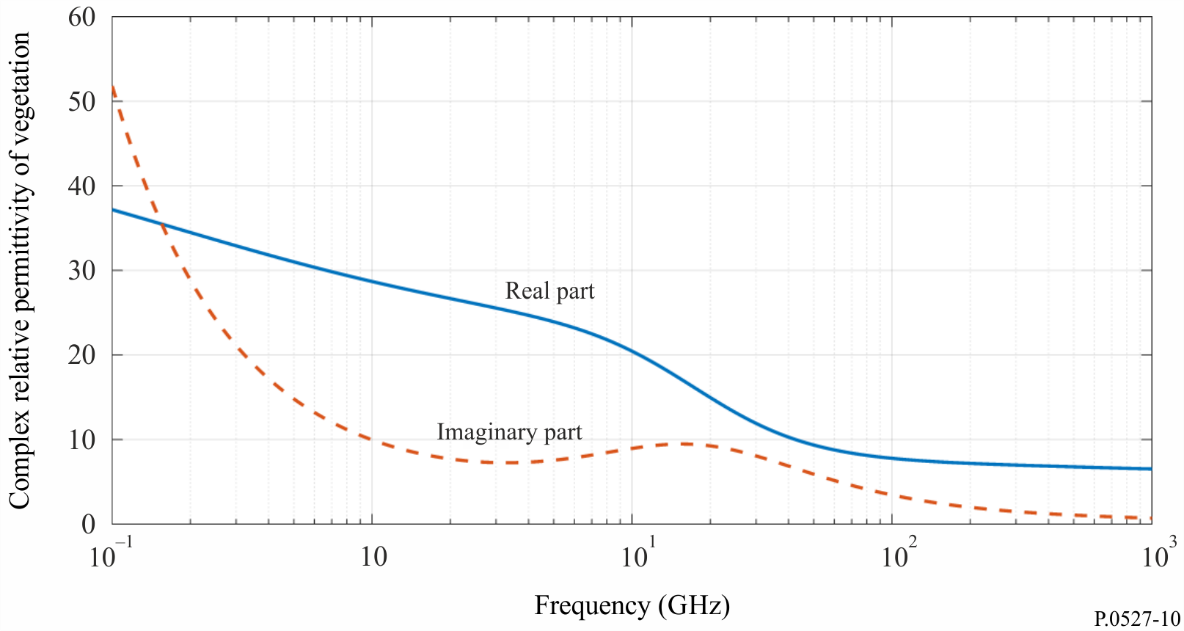 Complex relative permittivity of vegetation
60
50
40
30
20
10
0
Real part
Imaginary part
10⁻¹ 10 10¹ 10² 10³
Frequency (GHz)
P.0527-10